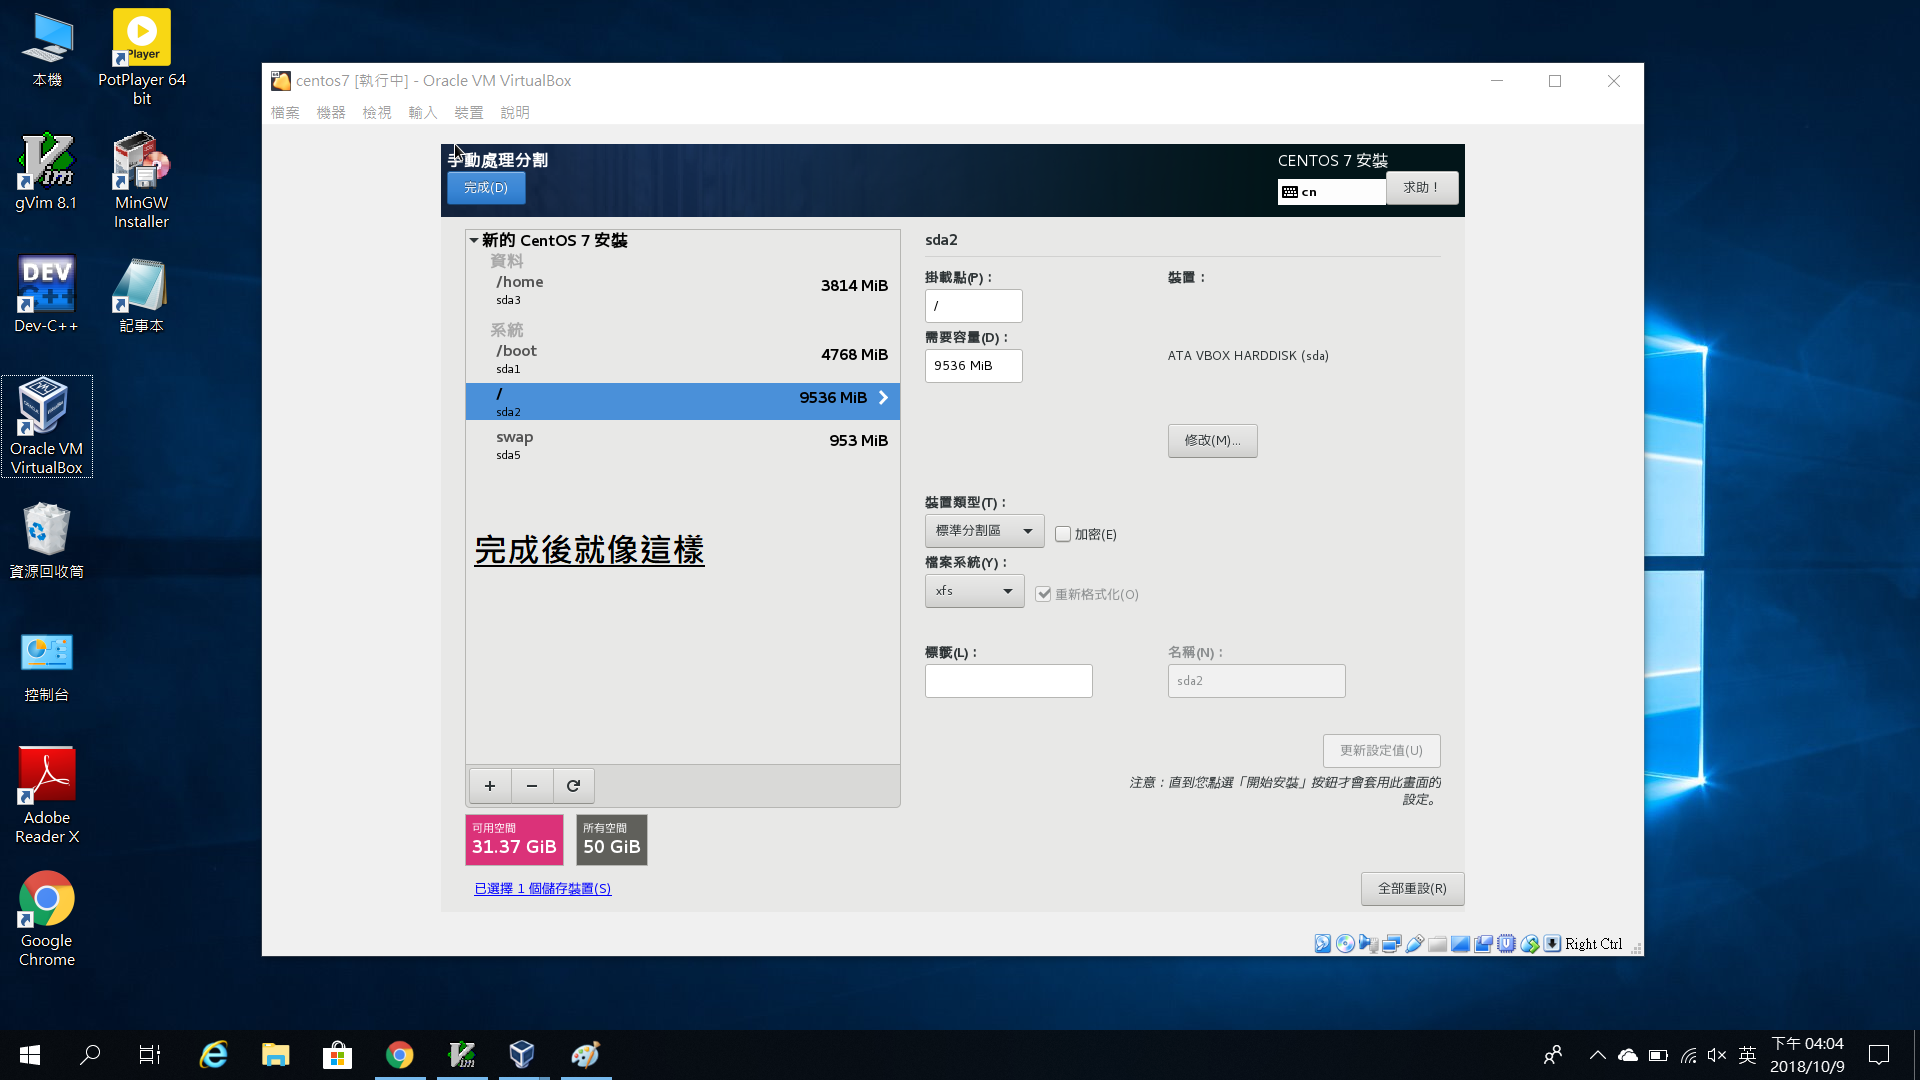 本機
PotPlayer 64
bit
gVim 8.1
MinGW
Installer
Dev-C++
記事本
Oracle VM
VirtualBox
資源回收筒
控制台
Adobe
Reader X
Google
Chrome
centos7 [執行中] - Oracle VM VirtualBox
檔案 機器 檢視 輸入 裝置 說明
手動處理分割
完成(D)
CENTOS 7 安裝
cn
求助！
新的 CentOS 7 安裝
資料
/home 3814 MiB
sda3
系統
/boot 4768 MiB
sda1
/ 9536 MiB
sda2
swap 953 MiB
sda5
完成後就像這樣
+ −
可用空間
31.37 GiB
所有空間
50 GiB
已選擇 1 個儲存裝置(S)
sda2
掛載點(P)：
/
需要容量(D)：
9536 MiB
裝置：
ATA VBOX HARDDISK (sda)
修改(M)...
裝置類型(T)：
標準分割區
加密(E)
檔案系統(Y)：
xfs
重新格式化(O)
標籤(L)：
名稱(N)：
sda2
更新設定值(U)
注意：直到您點選「開始安裝」按鈕才會套用此畫面的
設定。
全部重設(R)
Right Ctrl
英
下午 04:04
2018/10/9